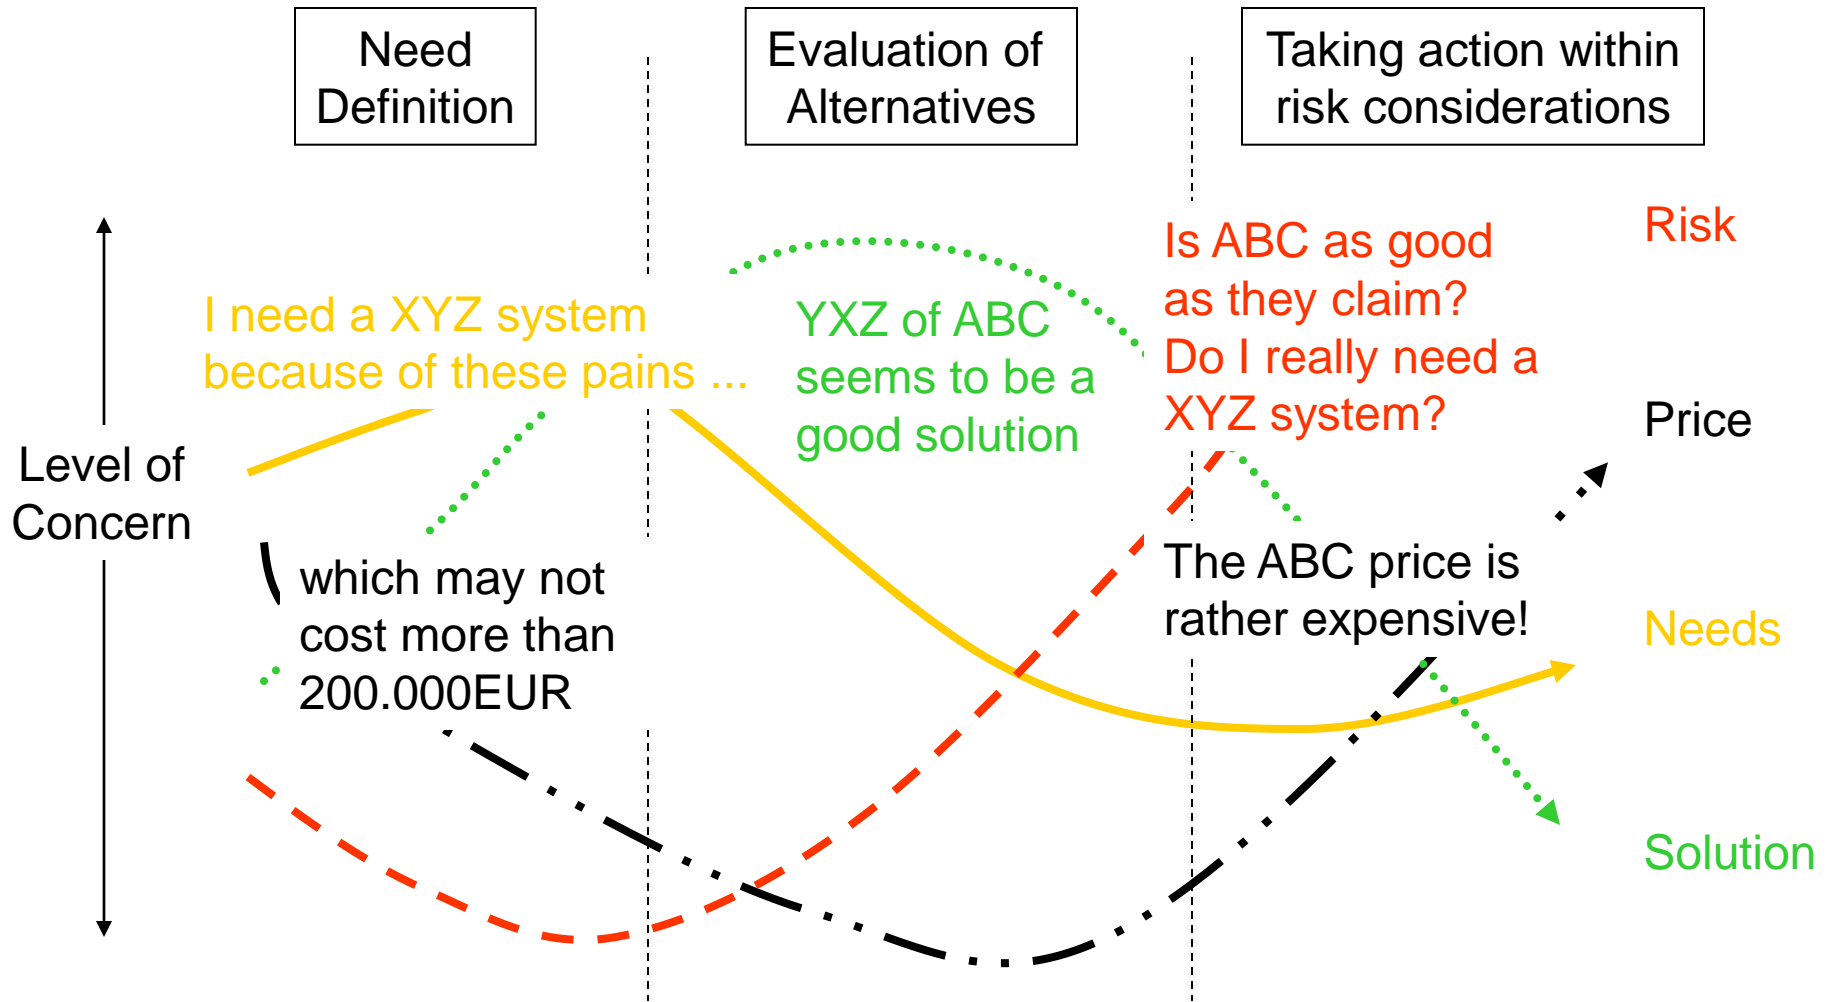 Need
Definition
Evaluation of
Alternatives
Taking action within
risk considerations
Level of
Concern
I need a XYZ system
because of these pains ...
which may not
cost more than
200.000EUR
YXZ of ABC
seems to be a
good solution
Is ABC as good
as they claim?
Do I really need a
XYZ system?
The ABC price is
rather expensive!
Risk
Price
Needs
Solution